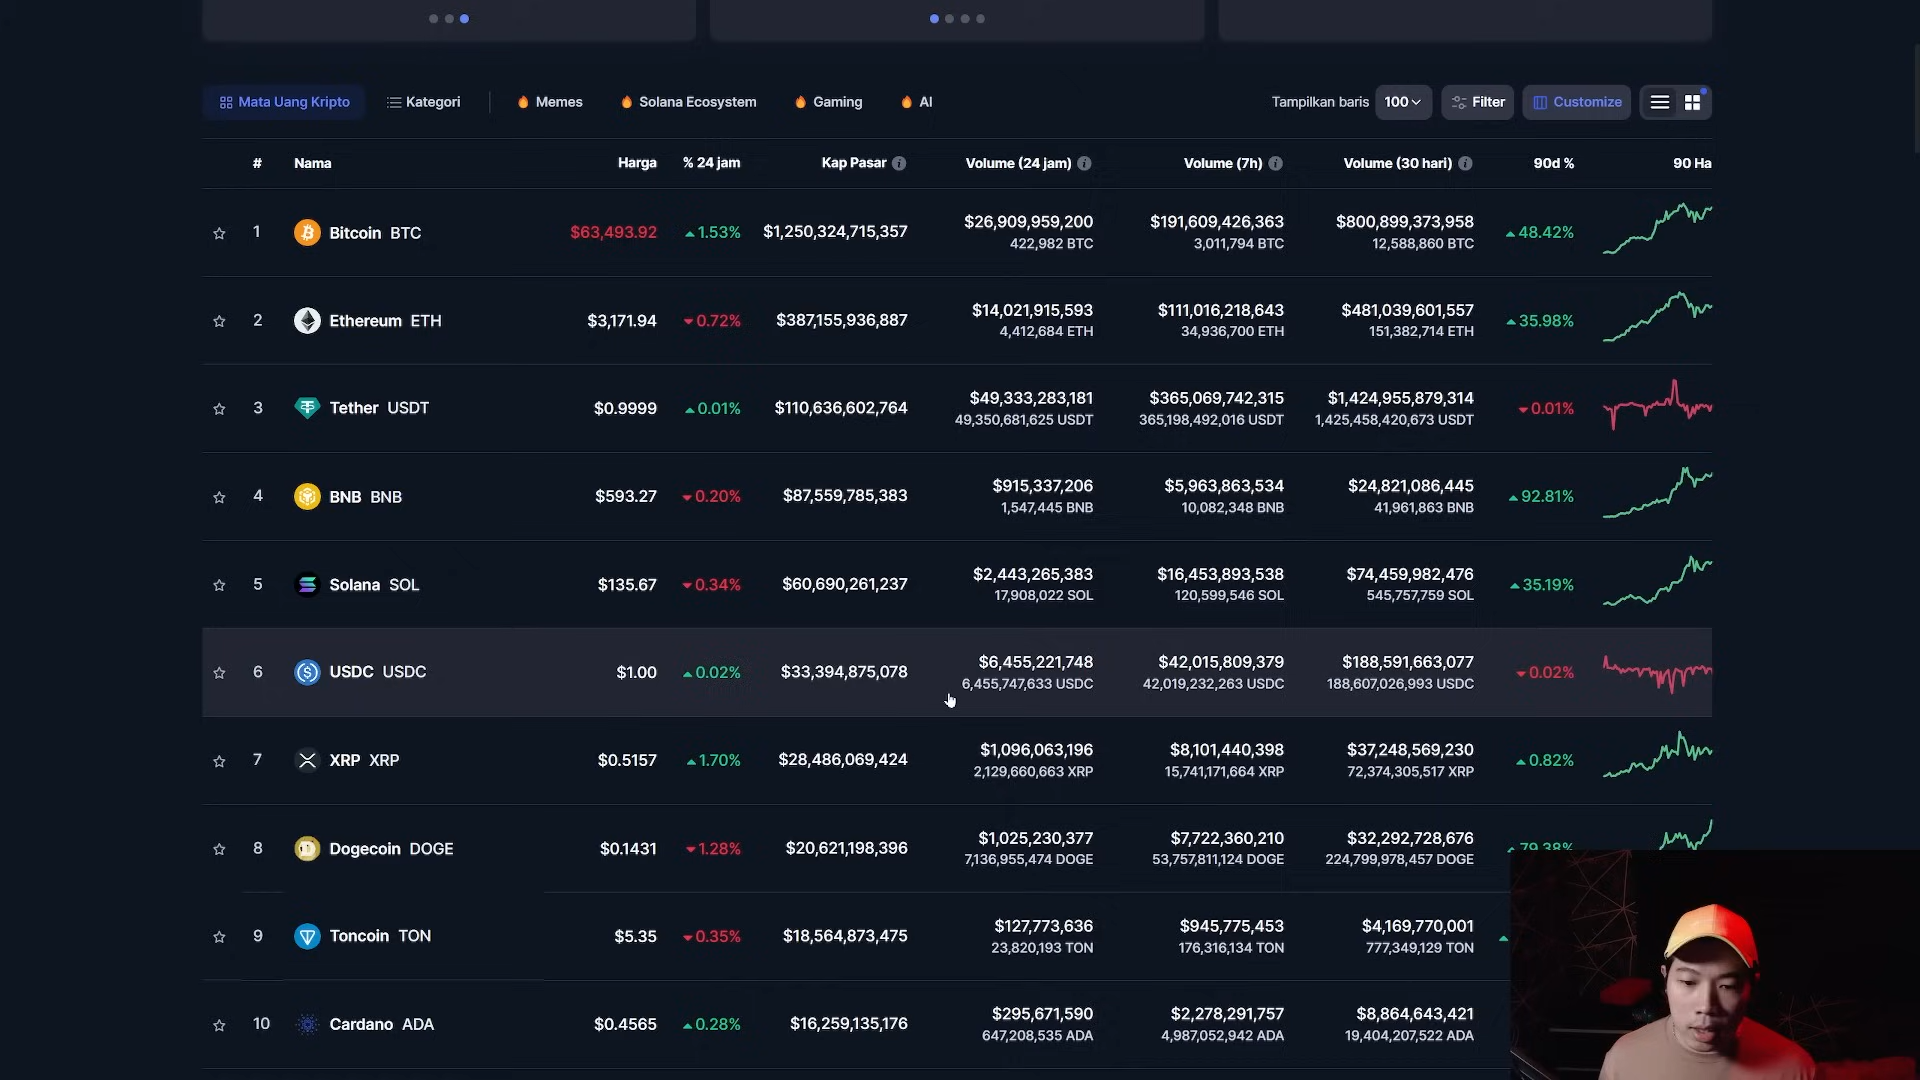 Mata Uang Kripto Kategori Memes Solana Ecosystem Gaming AI Tampilkan baris 100 Filter Customize
# Nama Harga % 24 jam Kap Pasar Volume (24 jam) Volume (7h) Volume (30 hari) 90d % 90 Ha
1 Bitcoin BTC $63,493.92 1.53% $1,250,324,715,357 $26,909,959,200 $191,609,426,363 $800,899,373,958 48.42%
422,982 BTC 3,011,794 BTC 12,588,860 BTC
2 Ethereum ETH $3,171.94 0.72% $387,155,936,887 $14,021,915,593 $111,016,218,643 $481,039,601,557 35.98%
4,412,684 ETH 34,936,700 ETH 151,382,714 ETH
3 Tether USDT $0.9999 0.01% $110,636,602,764 $49,333,283,181 $365,069,742,315 $1,424,955,879,314 0.01%
49,350,681,625 USDT 365,198,492,016 USDT 1,425,458,420,673 USDT
4 BNB BNB $593.27 0.20% $87,559,785,383 $915,337,206 $5,963,863,534 $24,821,086,445 92.81%
1,547,445 BNB 10,082,348 BNB 41,961,863 BNB
5 Solana SOL $135.67 0.34% $60,690,261,237 $2,443,265,383 $16,453,893,538 $74,459,982,476 35.19%
17,908,022 SOL 120,599,546 SOL 545,757,759 SOL
6 USDC USDC $1.00 0.02% $33,394,875,078 $6,455,221,748 $42,015,809,379 $188,591,663,077 0.02%
6,455,747,633 USDC 42,019,232,263 USDC 188,607,026,993 USDC
7 XRP XRP $0.5157 1.70% $28,486,069,424 $1,096,063,196 $8,101,440,398 $37,248,569,230 0.82%
2,129,660,663 XRP 15,741,171,664 XRP 72,374,305,517 XRP
8 Dogecoin DOGE $0.1431 1.28% $20,621,198,396 $1,025,230,377 $7,722,360,210 $32,292,728,676 79.38%
7,136,955,474 DOGE 53,757,811,124 DOGE 224,799,978,457 DOGE
9 Toncoin TON $5.35 0.35% $18,564,873,475 $127,773,636 $945,775,453 $4,169,770,001
23,820,193 TON 176,316,134 TON 777,349,129 TON
10 Cardano ADA $0.4565 0.28% $16,259,135,176 $295,671,590 $2,278,291,757 $8,864,643,421
647,208,535 ADA 4,987,052,942 ADA 19,404,207,522 ADA